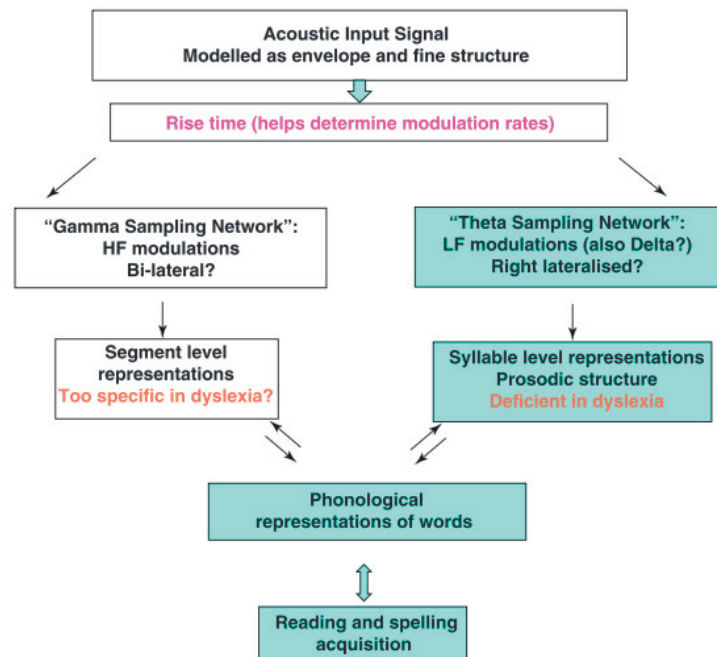 Acoustic Input Signal
Modelled as envelope and fine structure
Rise time (helps determine modulation rates)
“Gamma Sampling Network”:
HF modulations
Bi-lateral?
“Theta Sampling Network”:
LF modulations (also Delta?)
Right lateralised?
Segment level
representations
Too specific in dyslexia?
Syllable level representations
Prosodic structure
Deficient in dyslexia
Phonological
representations of words
Reading and spelling
acquisition